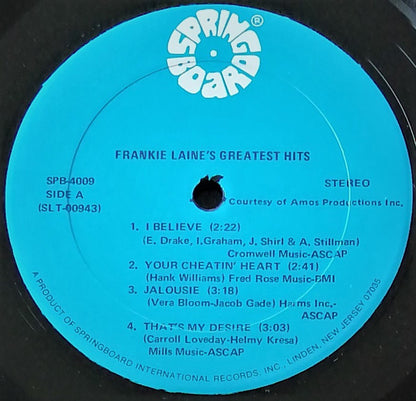 SPRINGBOARD®
FRANKIE LAINE'S GREATEST HITS
SPB-4009
SIDE A
(SLT-00943)
STEREO
Courtesy of Amos Productions Inc.
1. I BELIEVE (2:22)
(E. Drake, I.Graham, J. Shirl & A. Stillman)
Cromwell Music-ASCAP
2. YOUR CHEATIN' HEART (2:41)
(Hank Williams) Fred Rose Music-BMI
3. JALOUSIE (3:18)
(Vera Bloom-Jacob Gade) Harms Inc.-
ASCAP
4. THAT'S MY DESIRE (3:03)
(Carroll Loveday-Helmy Kresa)
Mills Music-ASCAP
A PRODUCT OF SPRINGBOARD INTERNATIONAL RECORDS, INC., LINDEN, NEW JERSEY 07035